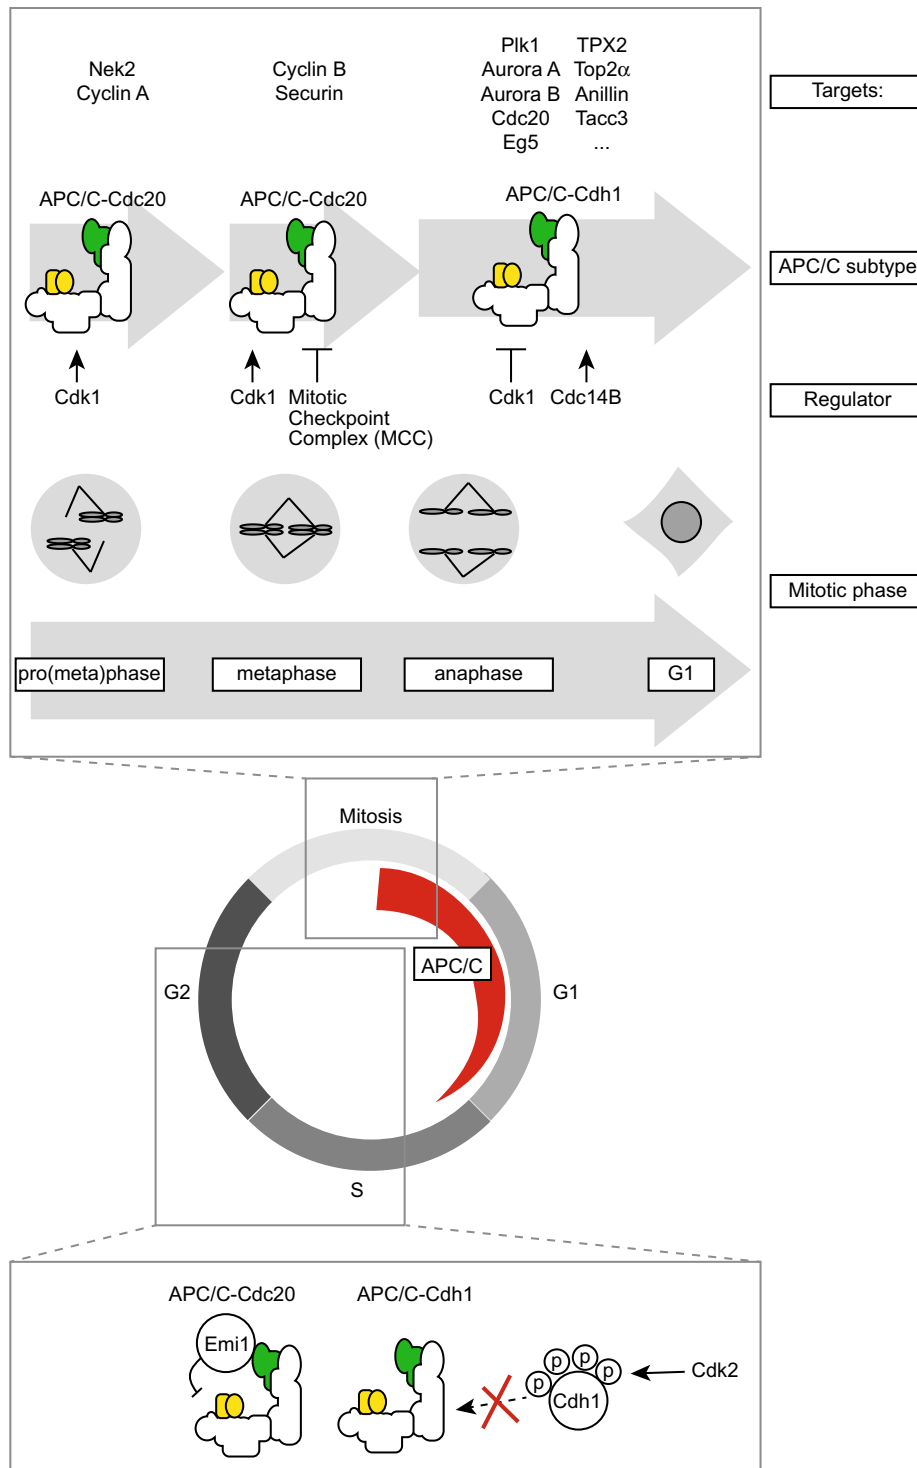 Nek2
Cyclin A
Cyclin B
Securin
Plk1
Aurora A
Aurora B
Cdc20
Eg5
TPX2
Top2α
Anillin
Tacc3
...
Targets:
APC/C-Cdc20
APC/C-Cdc20
APC/C-Cdh1
APC/C subtype
Cdk1
Cdk1
Mitotic
Checkpoint
Complex (MCC)
Cdk1
Cdc14B
Regulator
Mitotic phase
pro(meta)phase
metaphase
anaphase
G1
Mitosis
APC/C
G2
G1
S
APC/C-Cdc20
APC/C-Cdh1
Emi1
p
p
p
p
Cdh1
Cdk2